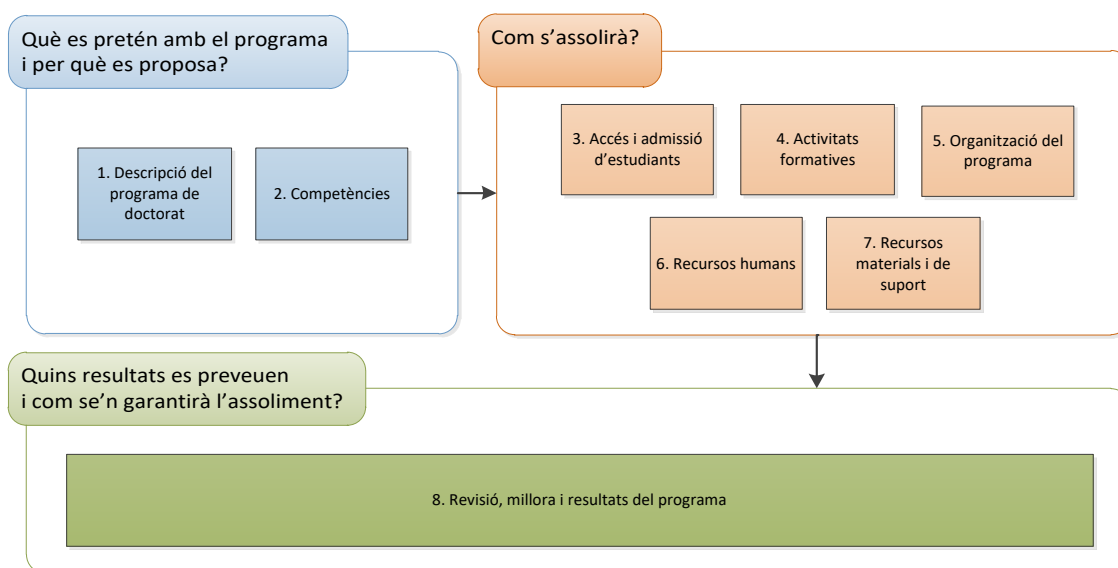 Què es pretén amb el programa
i per què es proposa?
1. Descripció del
programa de
doctorat
2. Competències
Com s’assolirà?
3. Accés i admissió
d’estudiants
4. Activitats
formatives
5. Organització del
programa
6. Recursos humans
7. Recursos
materials i de
suport
Quins resultats es preveuen
i com se’n garantirà l’assoliment?
8. Revisió, millora i resultats del programa